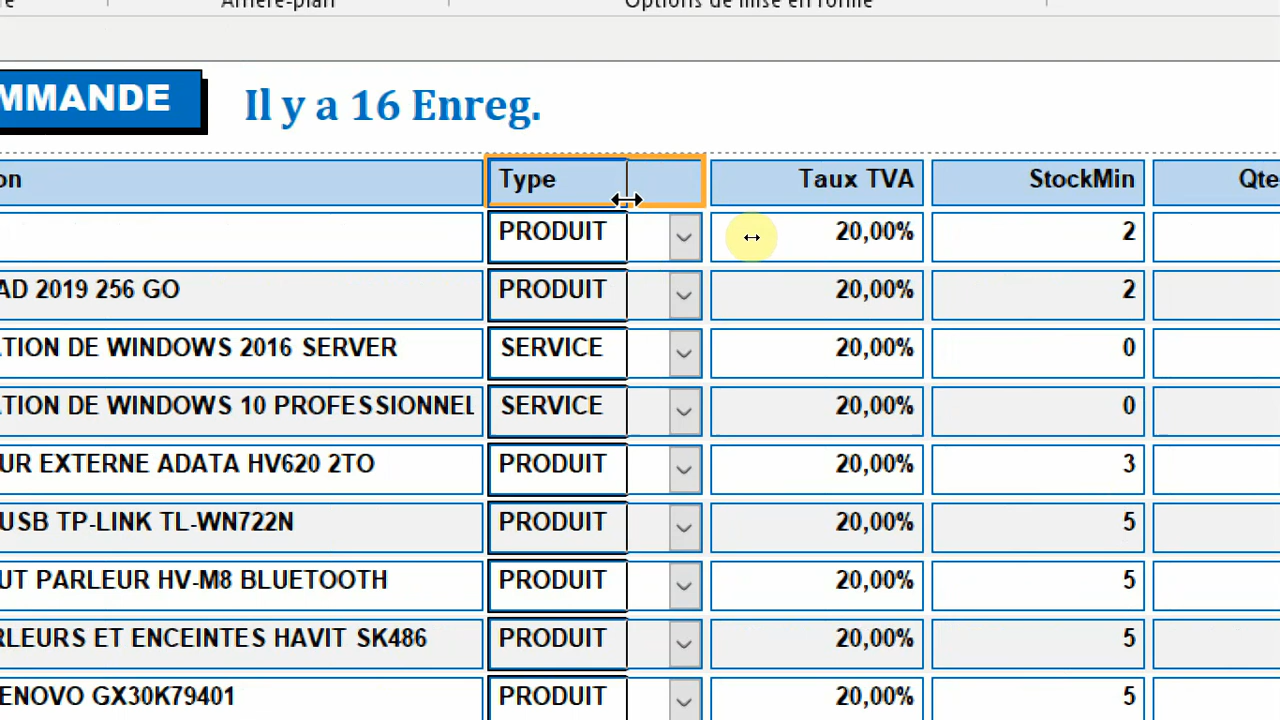 Arrière-plan Options de mise en forme
MMANDE Il y a 16 Enreg.
on Type Taux TVA StockMin Qte
PRODUIT 20,00% 2
AD 2019 256 GO PRODUIT 20,00% 2
TION DE WINDOWS 2016 SERVER SERVICE 20,00% 0
TION DE WINDOWS 10 PROFESSIONNEL SERVICE 20,00% 0
UR EXTERNE ADATA HV620 2TO PRODUIT 20,00% 3
USB TP-LINK TL-WN722N PRODUIT 20,00% 5
UT PARLEUR HV-M8 BLUETOOTH PRODUIT 20,00% 5
RLEURS ET ENCEINTES HAVIT SK486 PRODUIT 20,00% 5
ENOVO GX30K79401 PRODUIT 20,00% 5